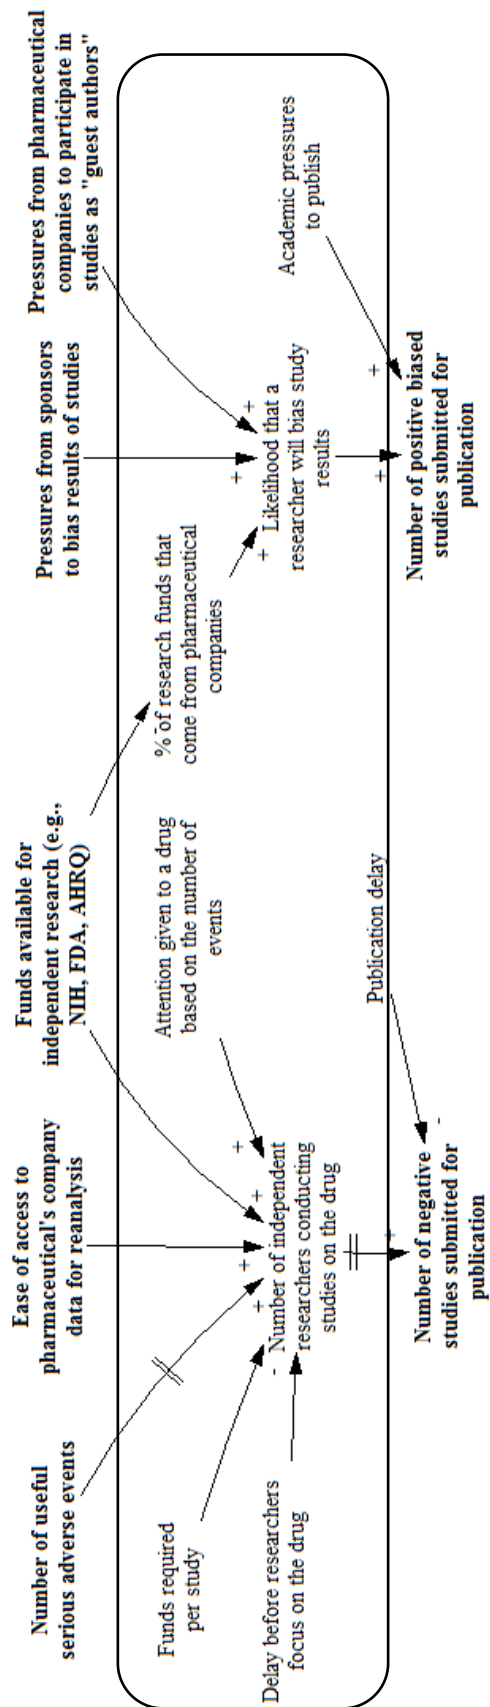 Number of useful
serious adverse events
Ease of access to
pharmaceutical's company
data for reanalysis
Funds available for
independent research (e.g.,
NIH, FDA, AHRQ)
Pressures from sponsors
to bias results of studies
Pressures from pharmaceutical
companies to participate in
studies as "guest authors"
Funds required
per study
Delay before researchers
focus on the drug
+
+
+
+
-
Number of independent
researchers conducting
studies on the drug
Attention given to a drug
based on the number of
events
-
% of research funds that
come from pharmaceutical
companies
+
+
+
Likelihood that a
researcher will bias study
results
Academic pressures
to publish
Publication delay
+
-
Number of negative
studies submitted for
publication
+
+
Number of positive biased
studies submitted for
publication